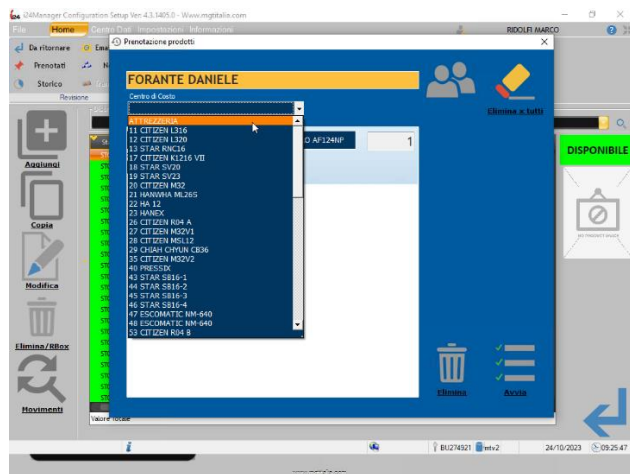 i24Manager Configuration Setup Ver. 4.3.1405.0 - Www.mgtitalia.com
File Home Centro Dati Impostazioni Informazioni RIDOLFI MARCO
Da ritornare
Prenotati
Storico
Revisione
Prenotazione prodotti
FORANTE DANIELE
Centro di Costo
Elimina x tutti
ATTREZZERIA
11 CITIZEN L316
12 CITIZEN L320
13 STAR RNC16
17 CITIZEN K1216 VII
18 STAR SV20
19 STAR SV23
20 CITIZEN M32
21 HANWHA ML26S
22 HA 12
23 HANEX
26 CITIZEN R04 A
27 CITIZEN M32V1
28 CITIZEN MSL12
29 CHIAH CHYUN CB36
35 CITIZEN M32V2
40 PRESSIX
43 STAR SB16-1
44 STAR SB16-2
45 STAR SB16-3
46 STAR SB16-4
47 ESCOMATIC NM-640
48 ESCOMATIC NM-640
53 CITIZEN R04 B
O AF124NP 1
DISPONIBILE
Aggiungi
Copia
Modifica
Elimina/RBox
Movimenti
Elimina Avvia
Valore Totale
BU274921 mtv2 24/10/2023 09:25:47
www.mgtitalia.com